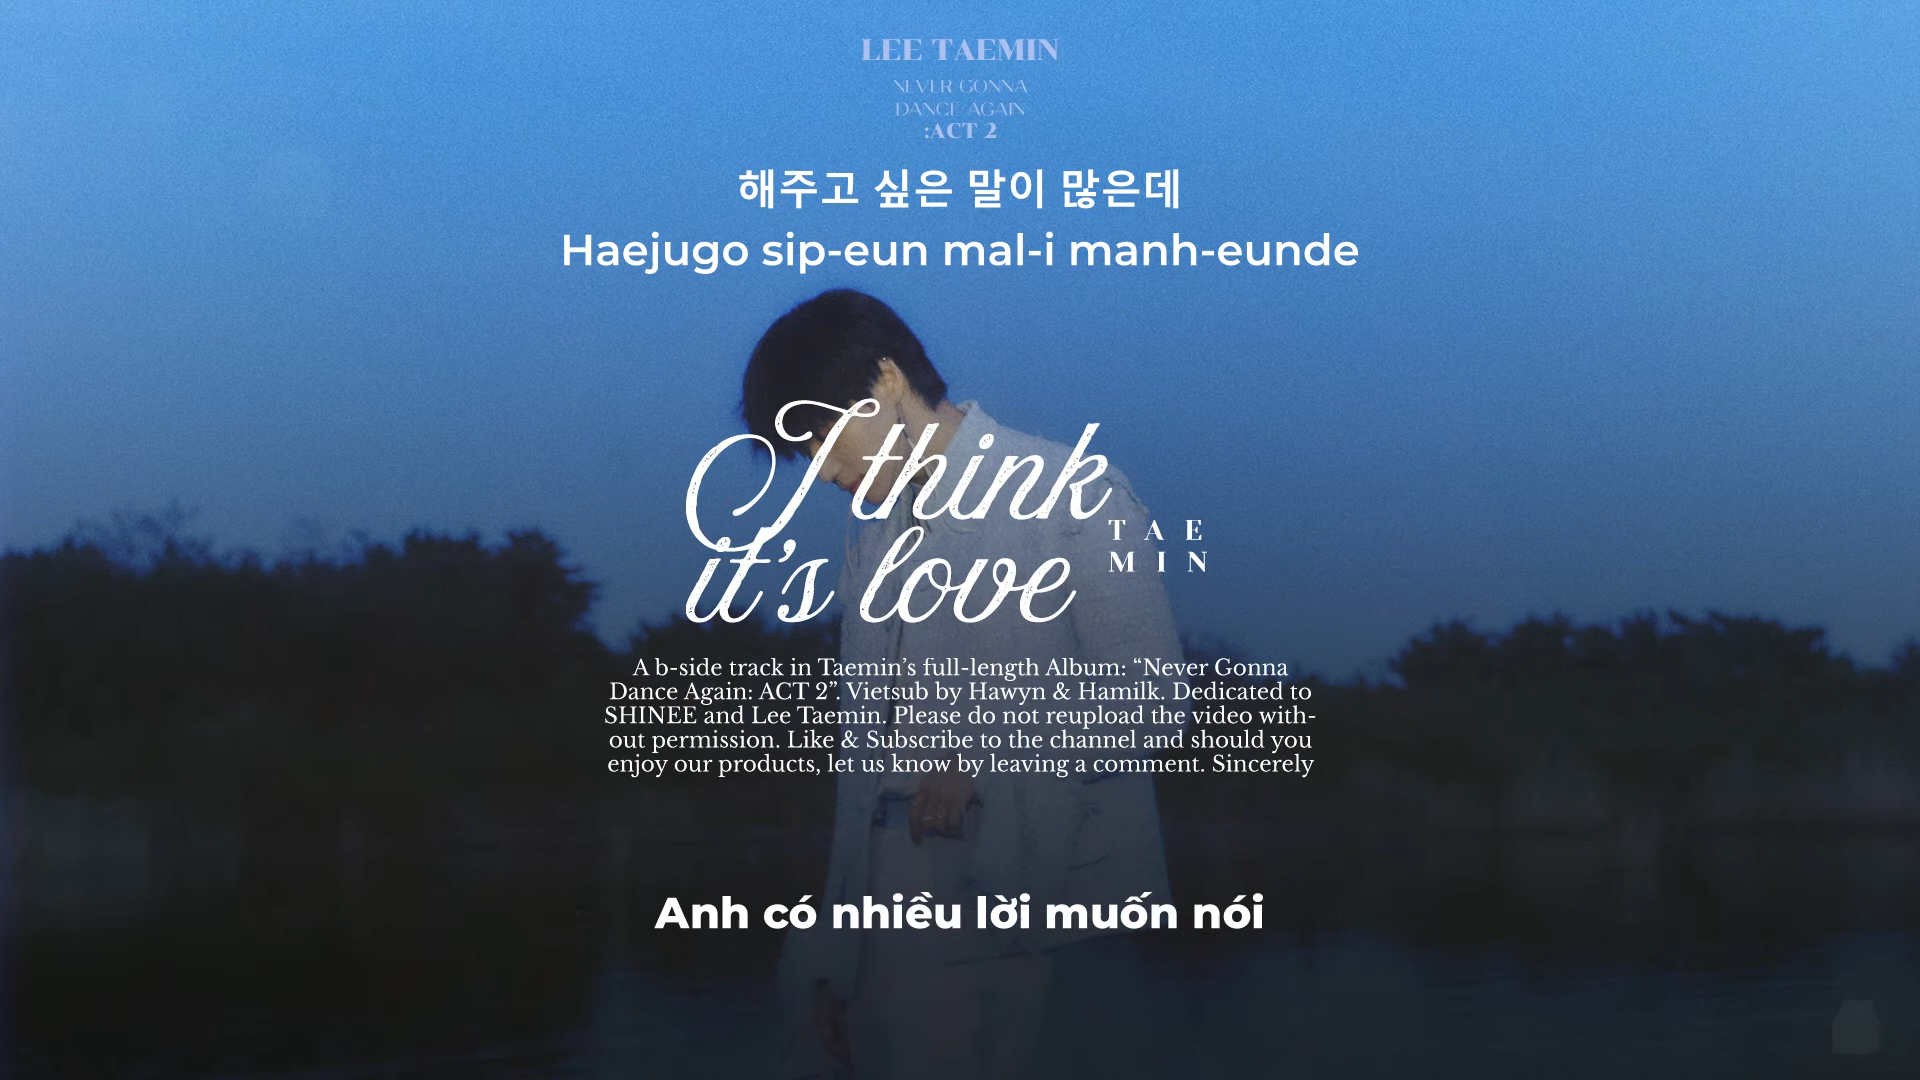 LEE TAEMIN
NEVER GONNA
DANCE AGAIN
:ACT 2
해주고 싶은 말이 많은데
Haejugo sip-eun mal-i manh-eunde
I think
it's love
TAE
MIN
A b-side track in Taemin’s full-length Album: “Never Gonna
Dance Again: ACT 2”. Vietsub by Hawyn & Hamilk. Dedicated to
SHINEE and Lee Taemin. Please do not reupload the video with-
out permission. Like & Subscribe to the channel and should you
enjoy our products, let us know by leaving a comment. Sincerely
Anh có nhiều lời muốn nói